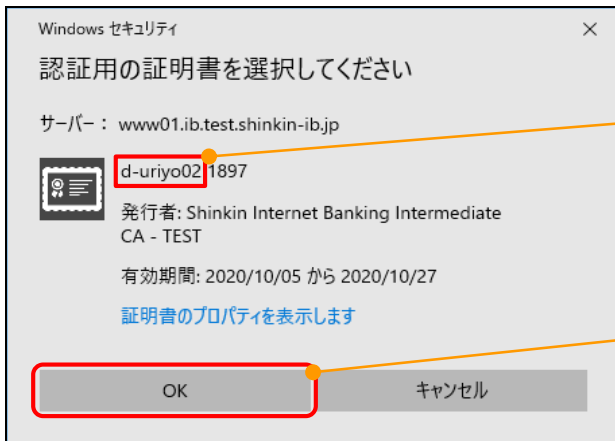 Windows セキュリティ
認証用の証明書を選択してください
サーバー： www01.ib.test.shinkin-ib.jp
d-uriyo02 1897
発行者: Shinkin Internet Banking Intermediate
CA - TEST
有効期間: 2020/10/05 から 2020/10/27
証明書のプロパティを表示します
OK
キャンセル